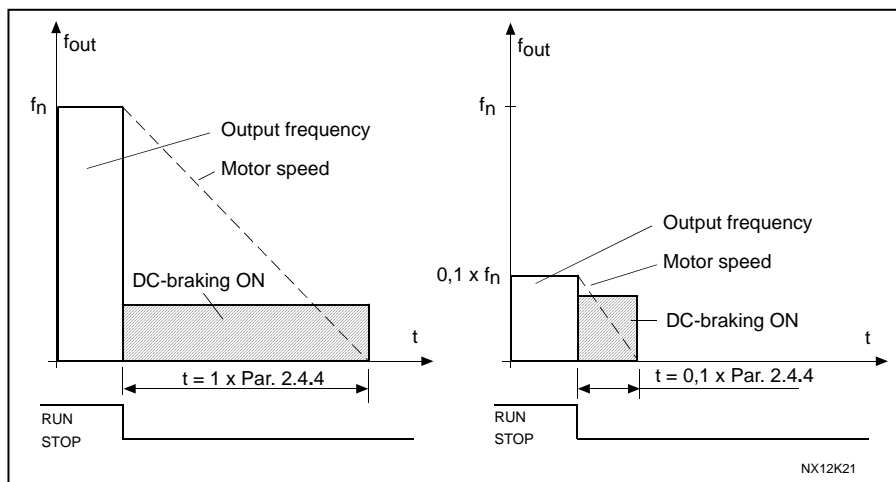 fout
fn
Output frequency
Motor speed
DC-braking ON
t
t = 1 x Par. 2.4.4
RUN
STOP
fout
fn
Output frequency
0,1 x fn
Motor speed
DC-braking ON
t
t = 0,1 x Par. 2.4.4
RUN
STOP
NX12K21